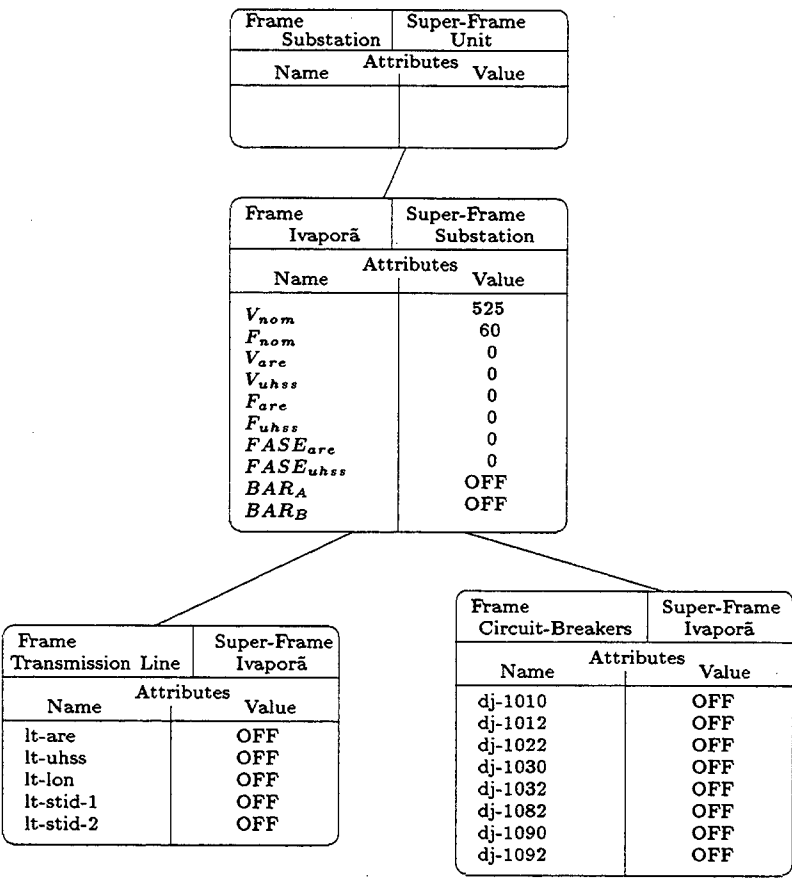 Frame Super-Frame
Substation Unit
Attributes
Name Value
Frame Super-Frame
Ivaporã Substation
Attributes
Name Value
V_nom 525
F_nom 60
V_are 0
V_uhss 0
F_are 0
F_uhss 0
FASE_are 0
FASE_uhss 0
BAR_A OFF
BAR_B OFF
Frame Super-Frame
Transmission Line Ivaporã
Attributes
Name Value
lt-are OFF
lt-uhss OFF
lt-lon OFF
lt-stid-1 OFF
lt-stid-2 OFF
Frame Super-Frame
Circuit-Breakers Ivaporã
Attributes
Name Value
dj-1010 OFF
dj-1012 OFF
dj-1022 OFF
dj-1030 OFF
dj-1032 OFF
dj-1082 OFF
dj-1090 OFF
dj-1092 OFF